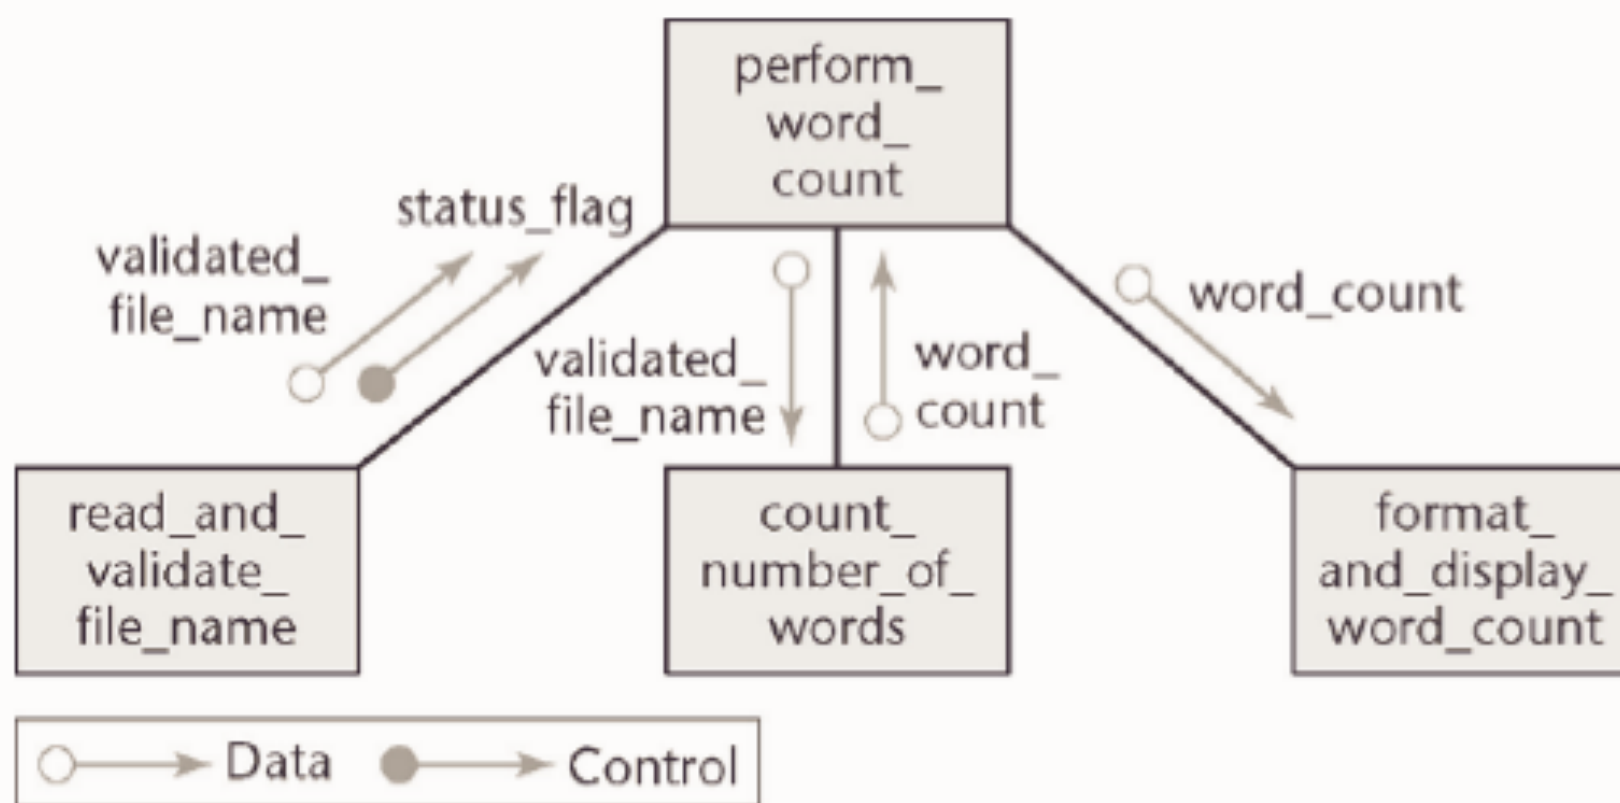 perform_
word_
count
status_flag
validated_
file_name
validated_
file_name
word_
count
word_count
read_and_
validate_
file_name
count_
number_of_
words
format_
and_display_
word_count
Data
Control